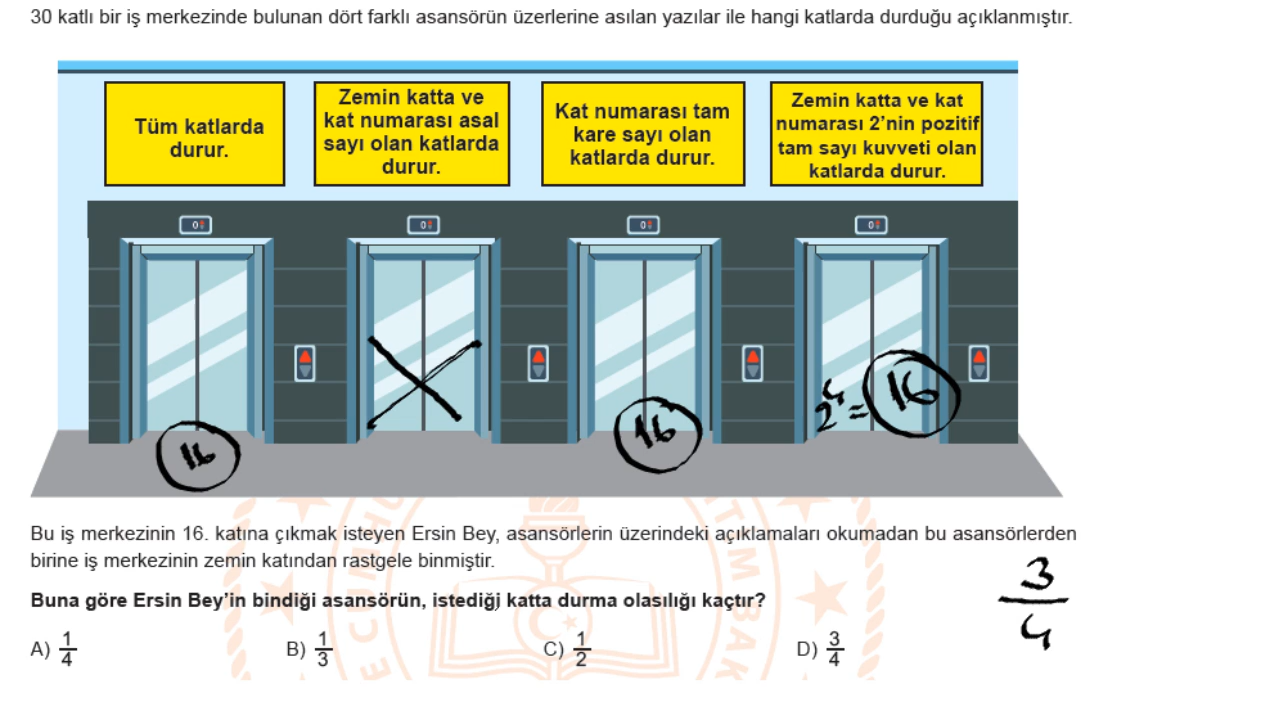 30 katlı bir iş merkezinde bulunan dört farklı asansörün üzerlerine asılan yazılar ile hangi katlarda durduğu açıklanmıştır.
Tüm katlarda
durur.
Zemin katta ve
kat numarası asal
sayı olan katlarda
durur.
Kat numarası tam
kare sayı olan
katlarda durur.
Zemin katta ve kat
numarası 2'nin pozitif
tam sayı kuvveti olan
katlarda durur.
0
0
0
0
16
16
2⁴=16
Bu iş merkezinin 16. katına çıkmak isteyen Ersin Bey, asansörlerin üzerindeki açıklamaları okumadan bu asansörlerden
birine iş merkezinin zemin katından rastgele binmiştir.
Buna göre Ersin Bey'in bindiği asansörün, istediği katta durma olasılığı kaçtır?
3/4
A) 1/4 B) 1/3 C) 1/2 D) 3/4